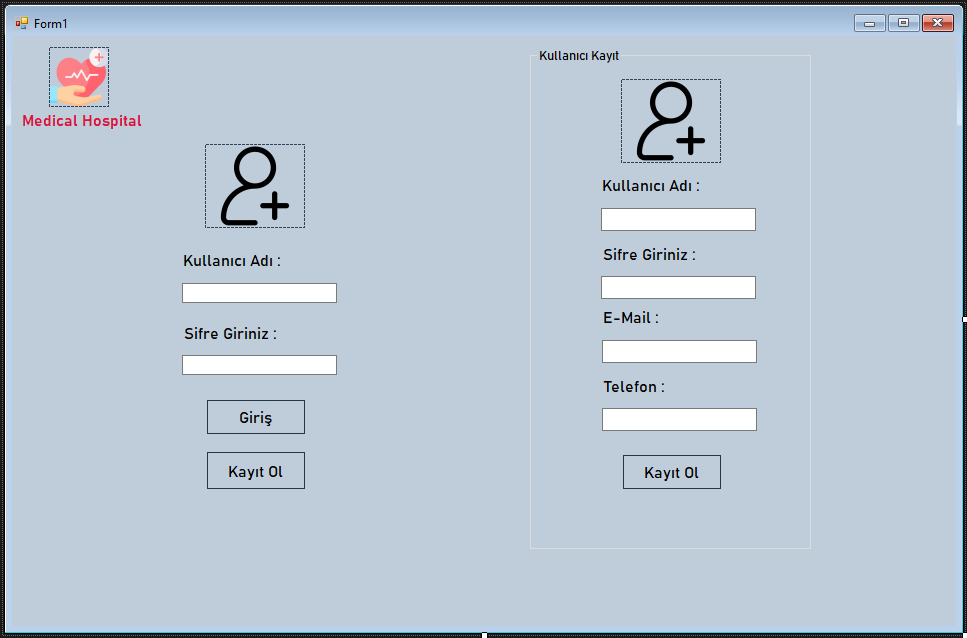 Form1
Medical Hospital
Kullanıcı Adı :
Sifre Giriniz :
Giriş
Kayıt Ol
Kullanıcı Kayıt
Kullanıcı Adı :
Sifre Giriniz :
E-Mail :
Telefon :
Kayıt Ol